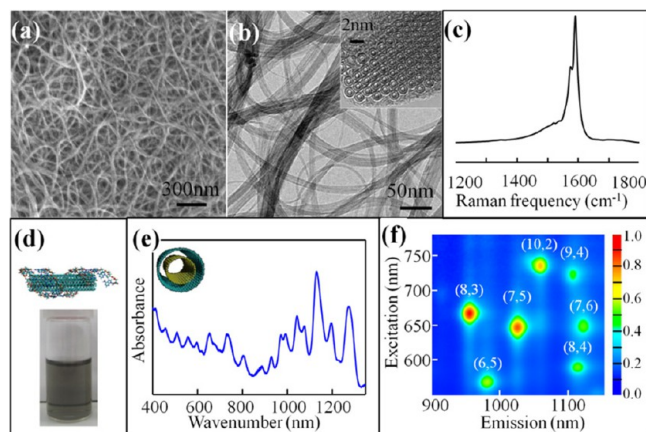 (a)
300nm
(b)
2nm
50nm
(c)
1200 1400 1600 1800
Raman frequency (cm-1)
(d)
(e)
Absorbance
400 600 800 1000 1200
Wavenumber (nm)
(f)
Excitation (nm)
750
700
650
600
(10,2)
(9,4)
(8,3)
(7,5)
(7,6)
(8,4)
(6,5)
900 1000 1100
Emission (nm)
1.0
0.8
0.6
0.4
0.2
0.0